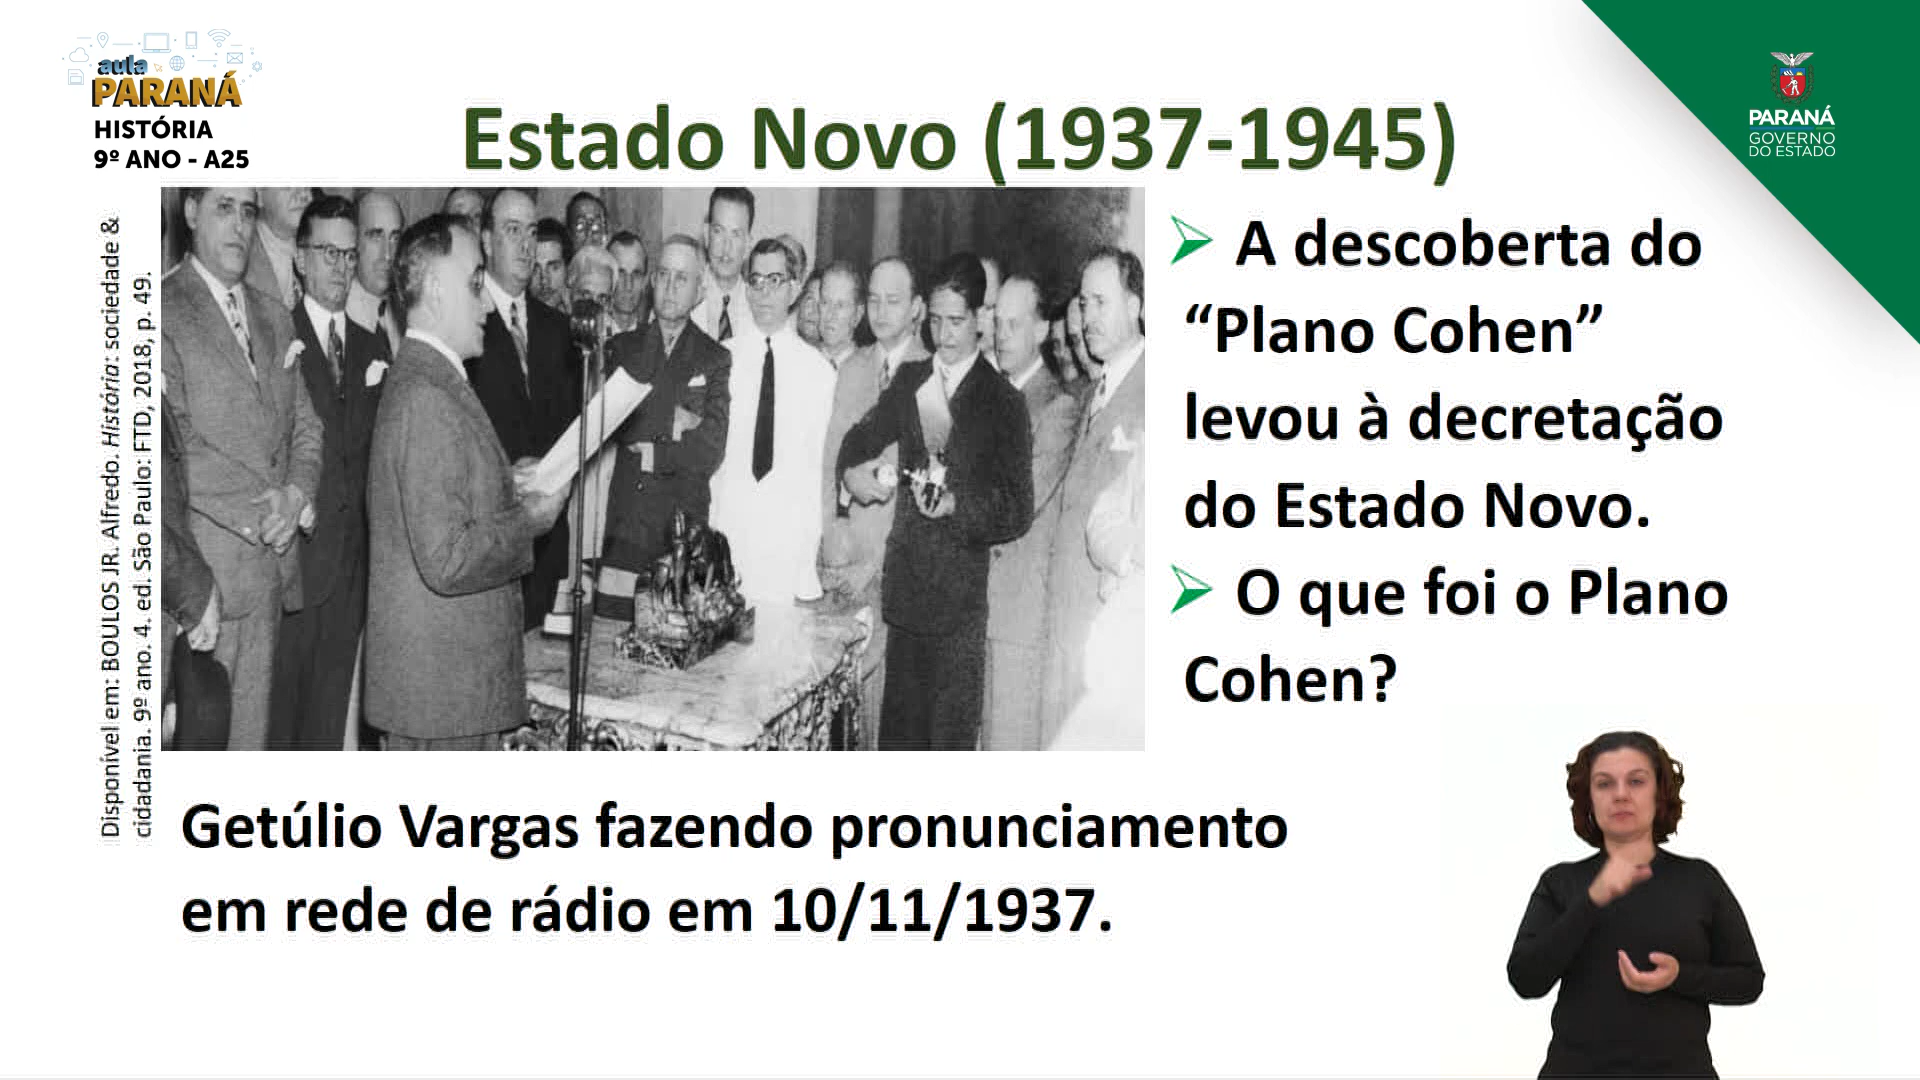 aula
PARANÁ
HISTÓRIA
9º ANO - A25
PARANÁ
GOVERNO
DO ESTADO
Estado Novo (1937-1945)
Disponível em: BOULOS JR. Alfredo. História: sociedade &
cidadania. 9º ano. 4. ed. São Paulo: FTD, 2018, p. 49.
A descoberta do
“Plano Cohen”
levou à decretação
do Estado Novo.
O que foi o Plano
Cohen?
Getúlio Vargas fazendo pronunciamento
em rede de rádio em 10/11/1937.